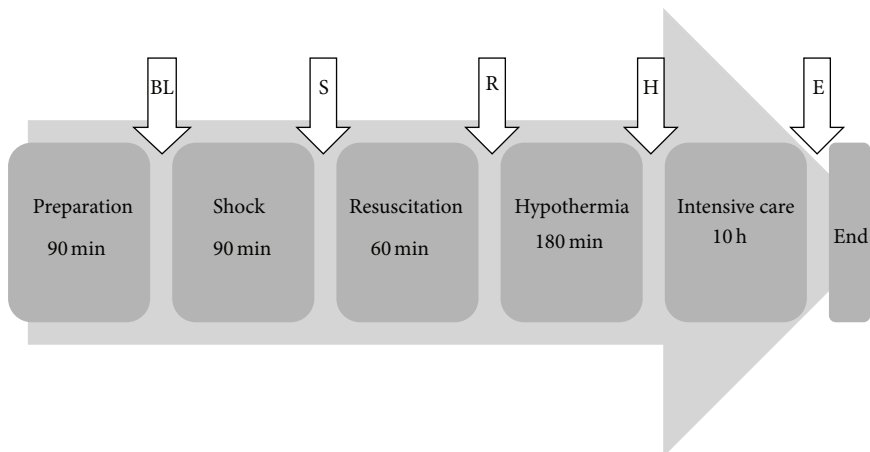 BL
S
R
H
E
Preparation
90 min
Shock
90 min
Resuscitation
60 min
Hypothermia
180 min
Intensive care
10 h
End